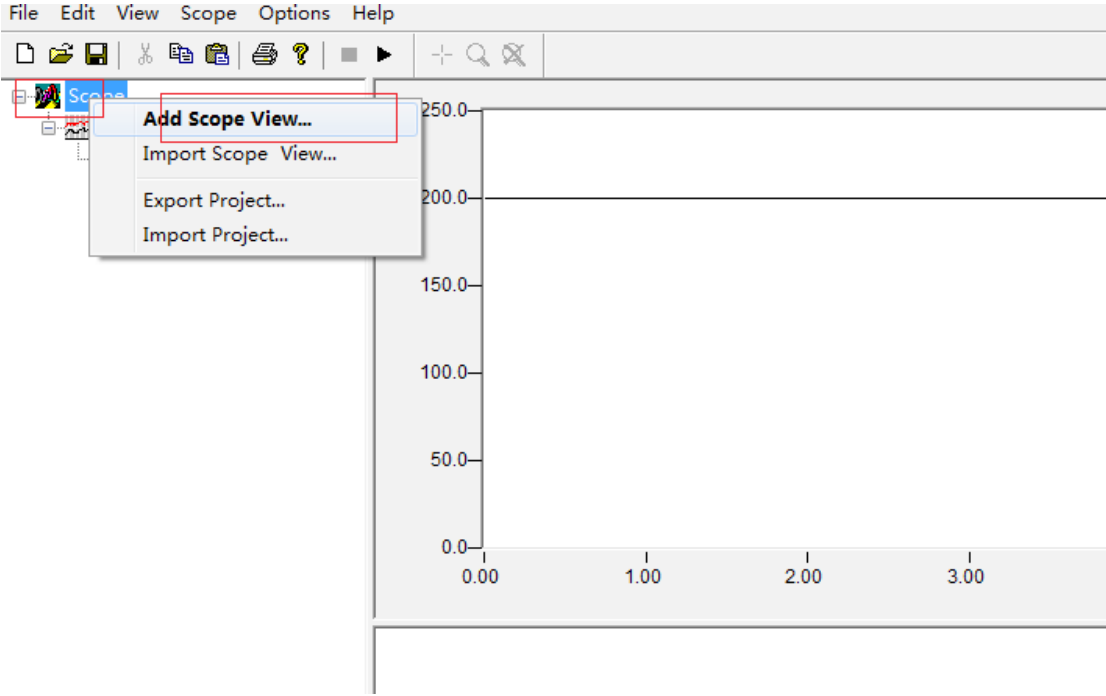 File Edit View Scope Options Help
Scope
Add Scope View...
Import Scope View...
Export Project...
Import Project...
250.0
200.0
150.0
100.0
50.0
0.0
0.00 1.00 2.00 3.00